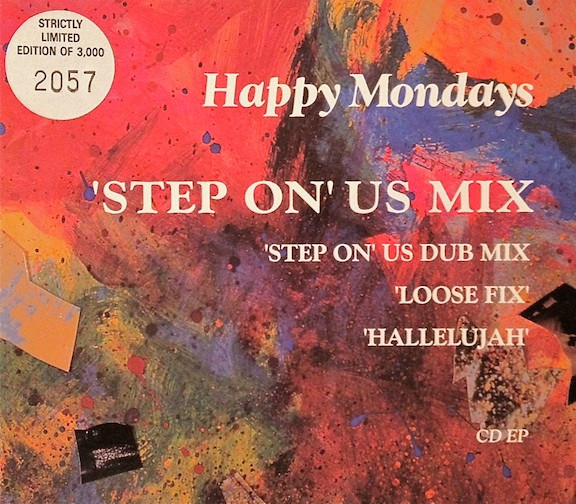 STRICTLY
LIMITED
EDITION OF 3,000
2057
Happy Mondays
'STEP ON' US MIX
'STEP ON' US DUB MIX
'LOOSE FIX'
'HALLELUJAH'
CD EP